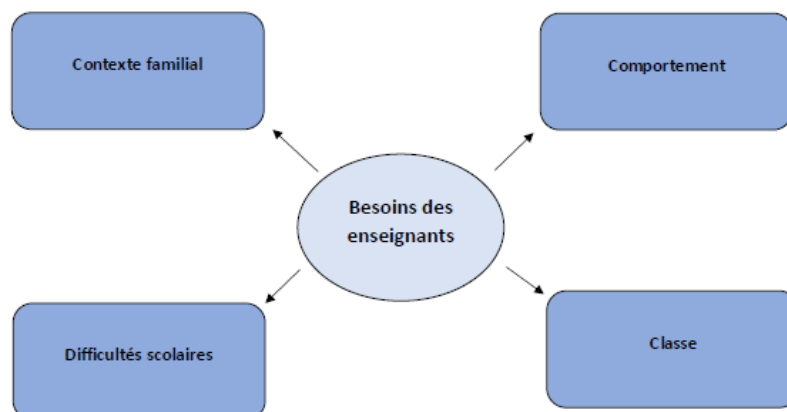 Contexte familial
Comportement
Besoins des
enseignants
Difficultés scolaires
Classe